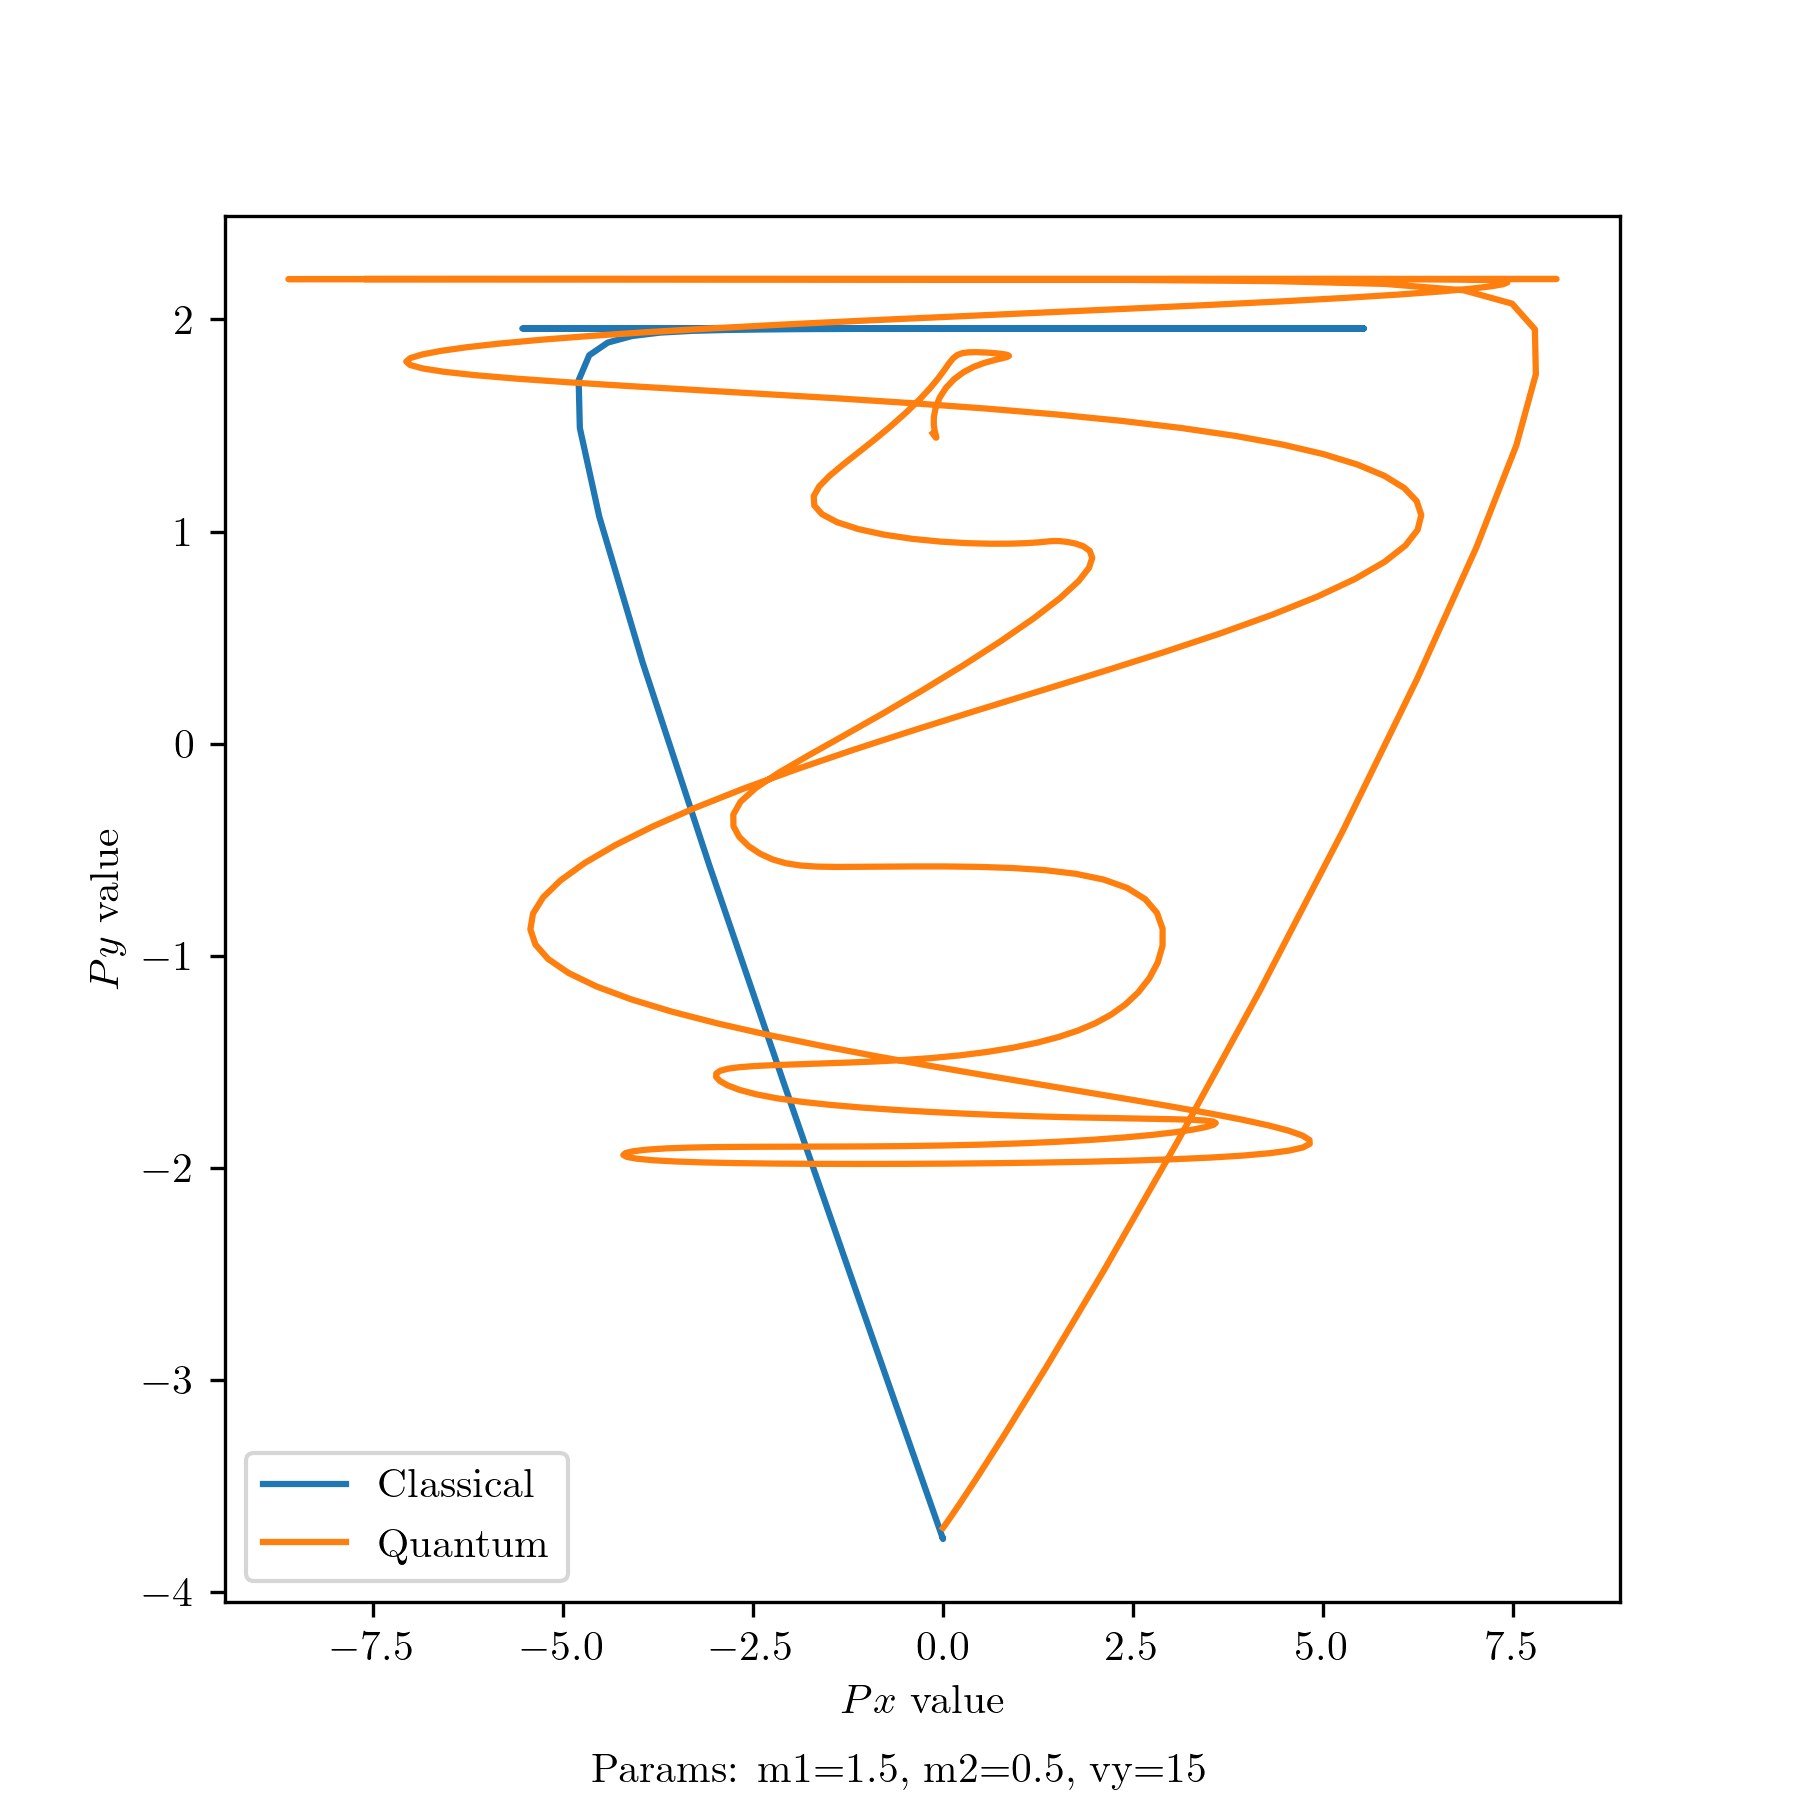 2
1
0
−1
−2
−3
−4
Py value
Classical
Quantum
−7.5 −5.0 −2.5 0.0 2.5 5.0 7.5
Px value
Params: m1=1.5, m2=0.5, vy=15